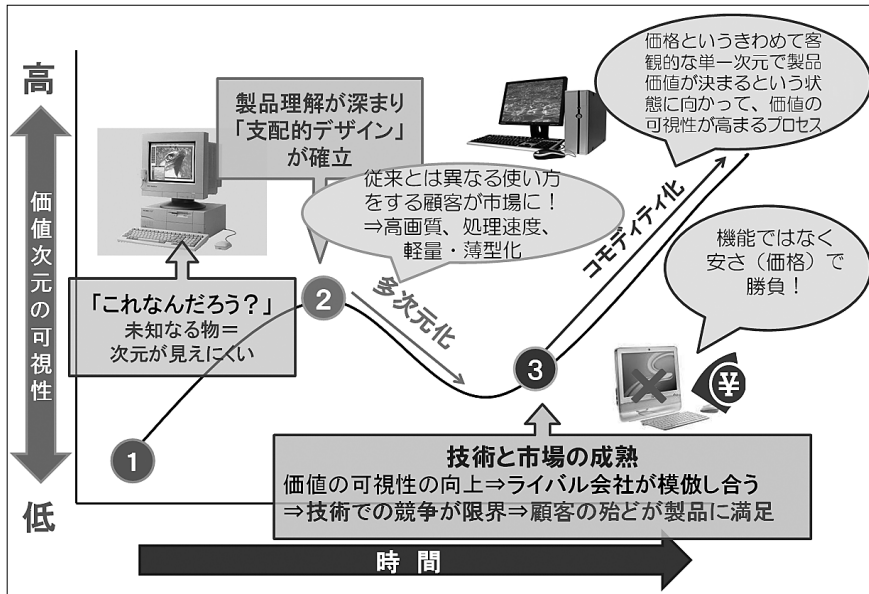 高
価値次元の可視性
低
製品理解が深まり
「支配的デザイン」
が確立
価格というきわめて客
観的な単一次元で製品
価値が決まるという状
態に向かって、価値の
可視性が高まるプロセス
従来とは異なる使い方
をする顧客が市場に！
⇒高画質、処理速度、
軽量・薄型化
コモディティ化
機能ではなく
安さ（価格）で
勝負！
「これなんだろう？」
未知なる物＝
次元が見えにくい
2
多次元化
3
¥
1
技術と市場の成熟
価値の可視性の向上⇒ライバル会社が模倣し合う
⇒技術での競争が限界⇒顧客の殆どが製品に満足
時間